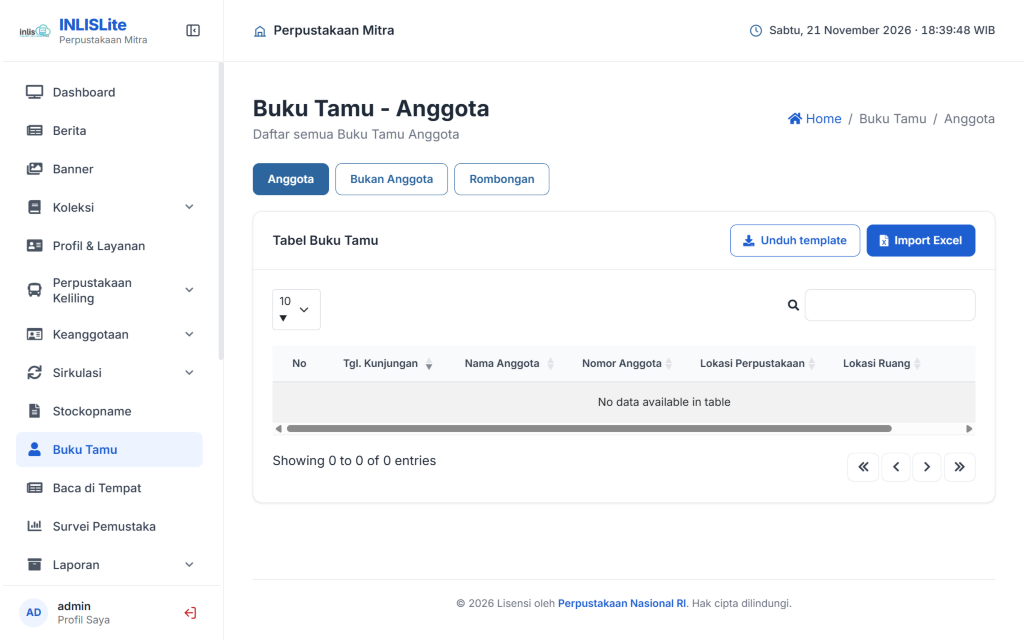 inlis
INLISLite
Perpustakaan Mitra
Dashboard
Berita
Banner
Koleksi
Profil & Layanan
Perpustakaan
Keliling
Keanggotaan
Sirkulasi
Stockopname
Buku Tamu
Baca di Tempat
Survei Pemustaka
Laporan
AD
admin
Profil Saya
Perpustakaan Mitra
Sabtu, 21 November 2026 · 18:39:48 WIB
Buku Tamu - Anggota
Daftar semua Buku Tamu Anggota
Home / Buku Tamu / Anggota
Anggota Bukan Anggota Rombongan
Tabel Buku Tamu
Unduh template Import Excel
10
No Tgl. Kunjungan Nama Anggota Nomor Anggota Lokasi Perpustakaan Lokasi Ruang
No data available in table
Showing 0 to 0 of 0 entries
© 2026 Lisensi oleh Perpustakaan Nasional RI. Hak cipta dilindungi.